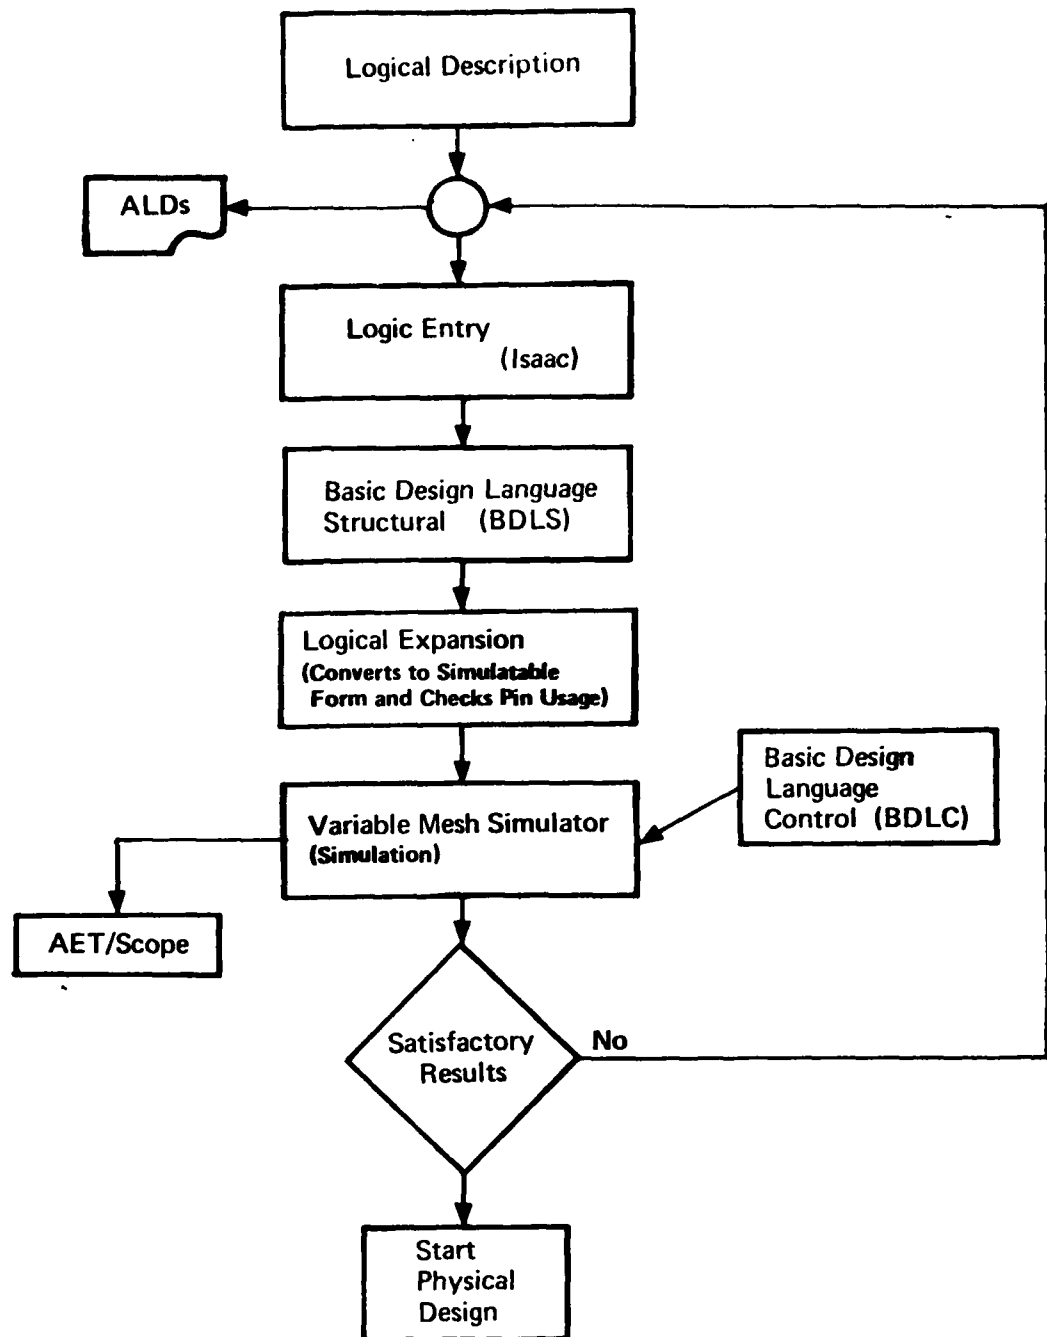 Logical Description
ALDs
Logic Entry
(Isaac)
Basic Design Language
Structural (BDLS)
Logical Expansion
(Converts to Simulatable
Form and Checks Pin Usage)
Basic Design
Language
Control (BDLC)
Variable Mesh Simulator
(Simulation)
AET/Scope
Satisfactory
Results
No
Start
Physical
Design